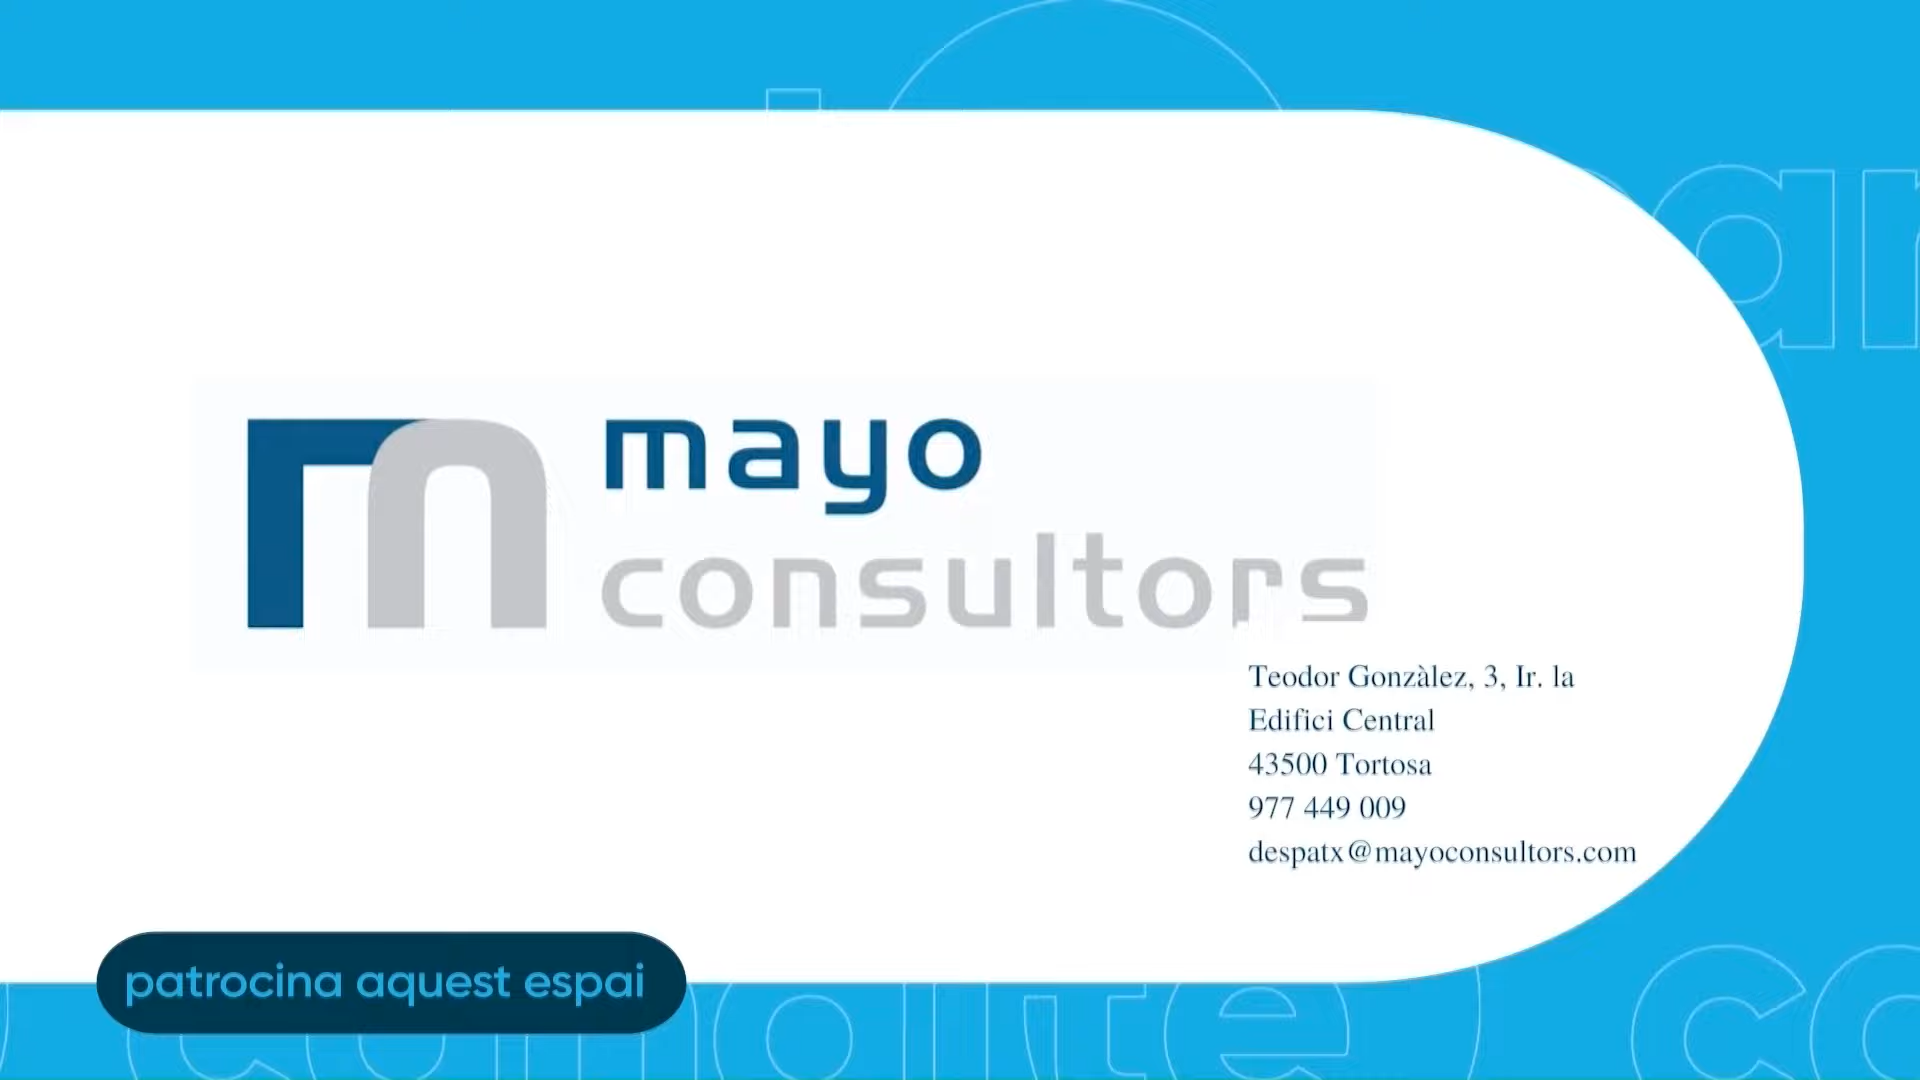 mayo
consultors
Teodor Gonzàlez, 3, Ir. la
Edifici Central
43500 Tortosa
977 449 009
despatx@mayoconsultors.com
patrocina aquest espai